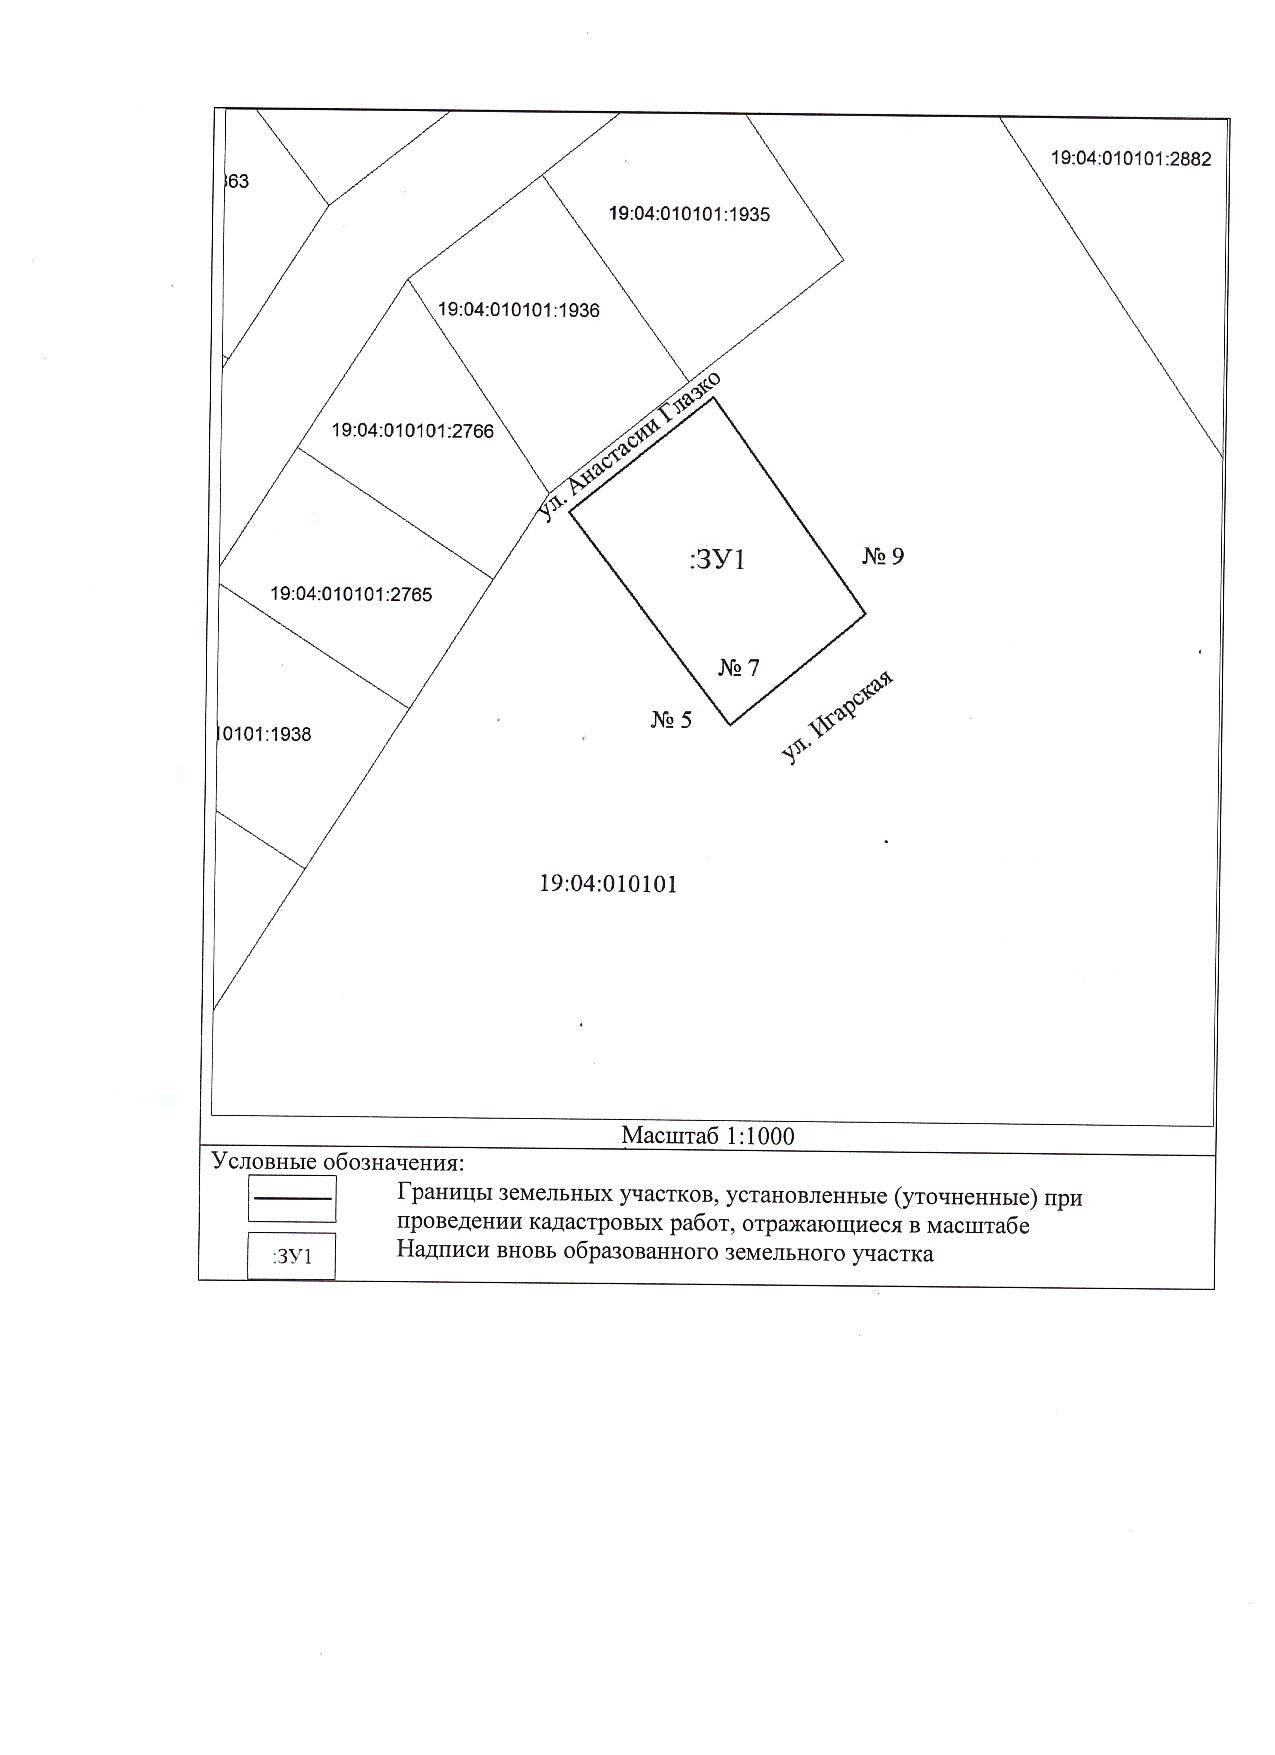 19:04:010101:2882
63
19:04:010101:1935
19:04:010101:1936
ул. Анастасии Глазко
19:04:010101:2766
:ЗУ1
№ 9
19:04:010101:2765
№ 7
№ 5
ул. Игарская
0101:1938
19:04:010101
Масштаб 1:1000
Условные обозначения:
Границы земельных участков, установленные (уточненные) при
проведении кадастровых работ, отражающиеся в масштабе
:ЗУ1
Надписи вновь образованного земельного участка